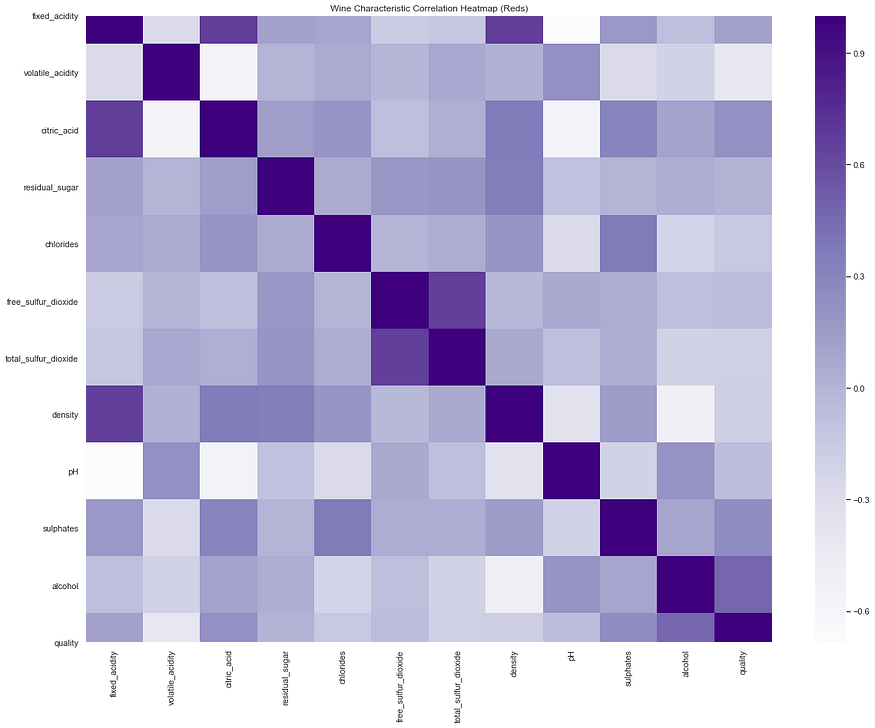 Wine Characteristic Correlation Heatmap (Reds)
fixed_acidity
volatile_acidity
citric_acid
residual_sugar
chlorides
free_sulfur_dioxide
total_sulfur_dioxide
density
pH
sulphates
alcohol
quality
0.9
0.6
0.3
0.0
−0.3
−0.6
fixed_acidity
volatile_acidity
citric_acid
residual_sugar
chlorides
free_sulfur_dioxide
total_sulfur_dioxide
density
pH
sulphates
alcohol
quality